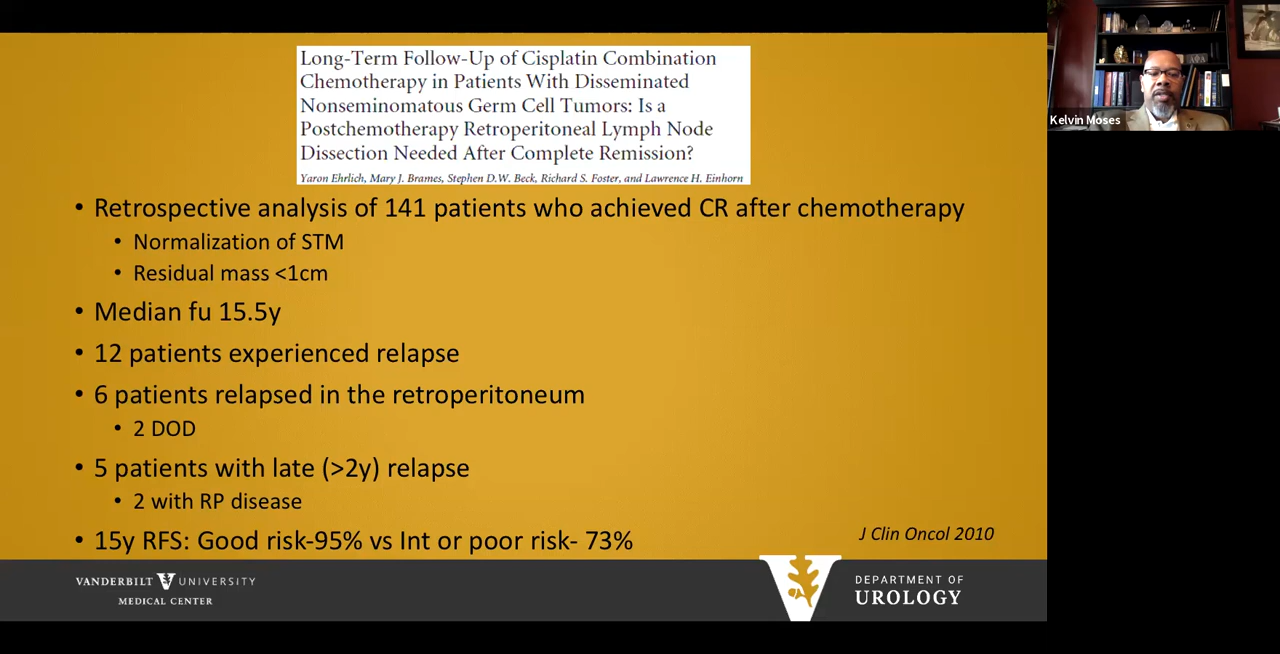 Long-Term Follow-Up of Cisplatin Combination
Chemotherapy in Patients With Disseminated
Nonseminomatous Germ Cell Tumors: Is a
Postchemotherapy Retroperitoneal Lymph Node
Dissection Needed After Complete Remission?
Yaron Ehrlich, Mary J. Brames, Stephen D.W. Beck, Richard S. Foster, and Lawrence H. Einhorn
• Retrospective analysis of 141 patients who achieved CR after chemotherapy
• Normalization of STM
• Residual mass <1cm
• Median fu 15.5y
• 12 patients experienced relapse
• 6 patients relapsed in the retroperitoneum
• 2 DOD
• 5 patients with late (>2y) relapse
• 2 with RP disease
• 15y RFS: Good risk-95% vs Int or poor risk- 73%
J Clin Oncol 2010
VANDERBILT V UNIVERSITY
MEDICAL CENTER
DEPARTMENT OF
UROLOGY
Kelvin Moses